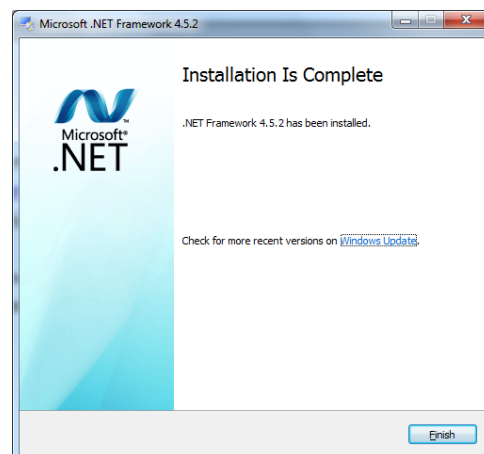 Microsoft .NET Framework 4.5.2
Installation Is Complete
.NET Framework 4.5.2 has been installed.
Microsoft®
.NET
Check for more recent versions on Windows Update.
Finish